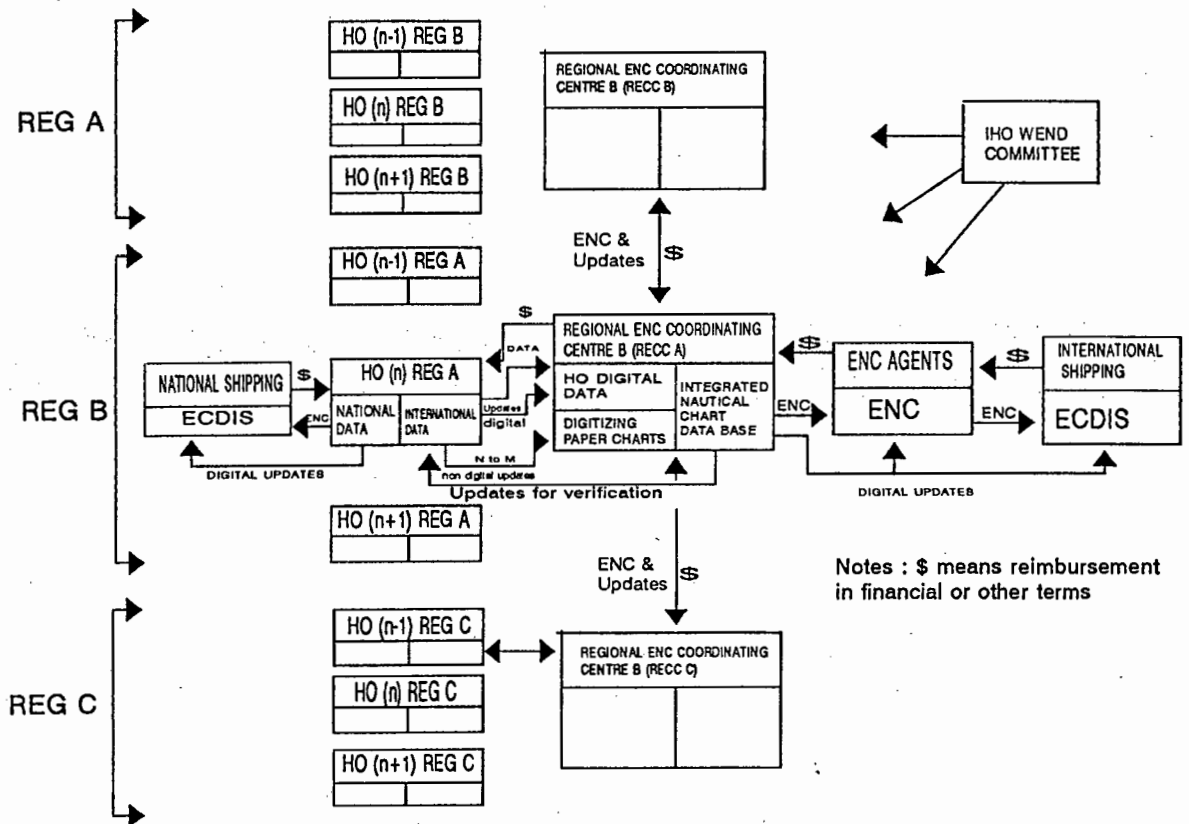 REG A
HO (n-1) REG B
HO (n) REG B
HO (n+1) REG B
REGIONAL ENC COORDINATING
CENTRE B (RECC B)
IHO WEND
COMMITTEE
ENC &
Updates
$
REG B
HO (n-1) REG A
NATIONAL SHIPPING
ECDIS
$
ENC
DIGITAL UPDATES
HO (n) REG A
NATIONAL
DATA
INTERNATIONAL
DATA
$
DATA
Updates
digital
N to M
non digital updates
Updates for verification
REGIONAL ENC COORDINATING
CENTRE B (RECC A)
HO DIGITAL
DATA
DIGITIZING
PAPER CHARTS
INTEGRATED
NAUTICAL
CHART
DATA BASE
$
ENC
ENC AGENTS
ENC
$
ENC
INTERNATIONAL
SHIPPING
ECDIS
DIGITAL UPDATES
HO (n+1) REG A
ENC &
Updates
$
Notes : $ means reimbursement
in financial or other terms
REG C
HO (n-1) REG C
HO (n) REG C
HO (n+1) REG C
REGIONAL ENC COORDINATING
CENTRE B (RECC C)